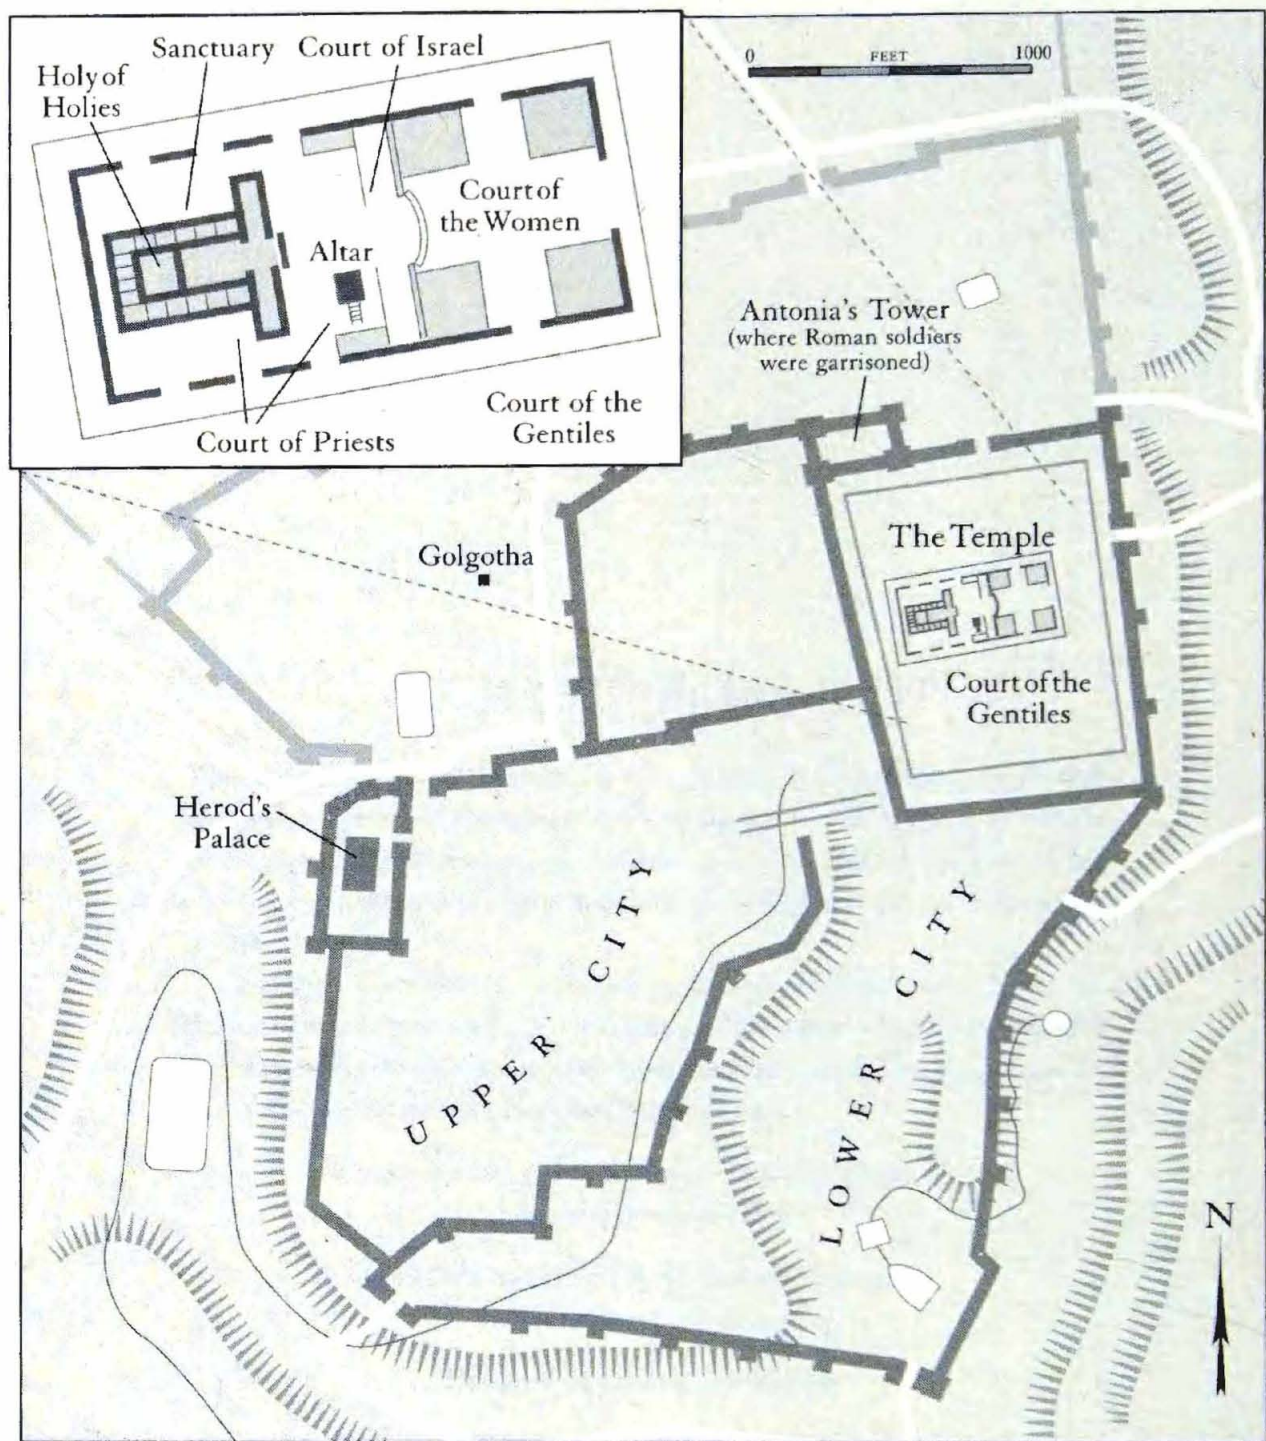 Sanctuary
Court of Israel
Holy of
Holies
Court of
the Women
Altar
Court of the
Gentiles
Court of Priests
0
FEET
1000
Antonia's Tower
(where Roman soldiers
were garrisoned)
The Temple
Golgotha
Court of the
Gentiles
Herod's
Palace
UPPER CITY
LOWER CITY
N